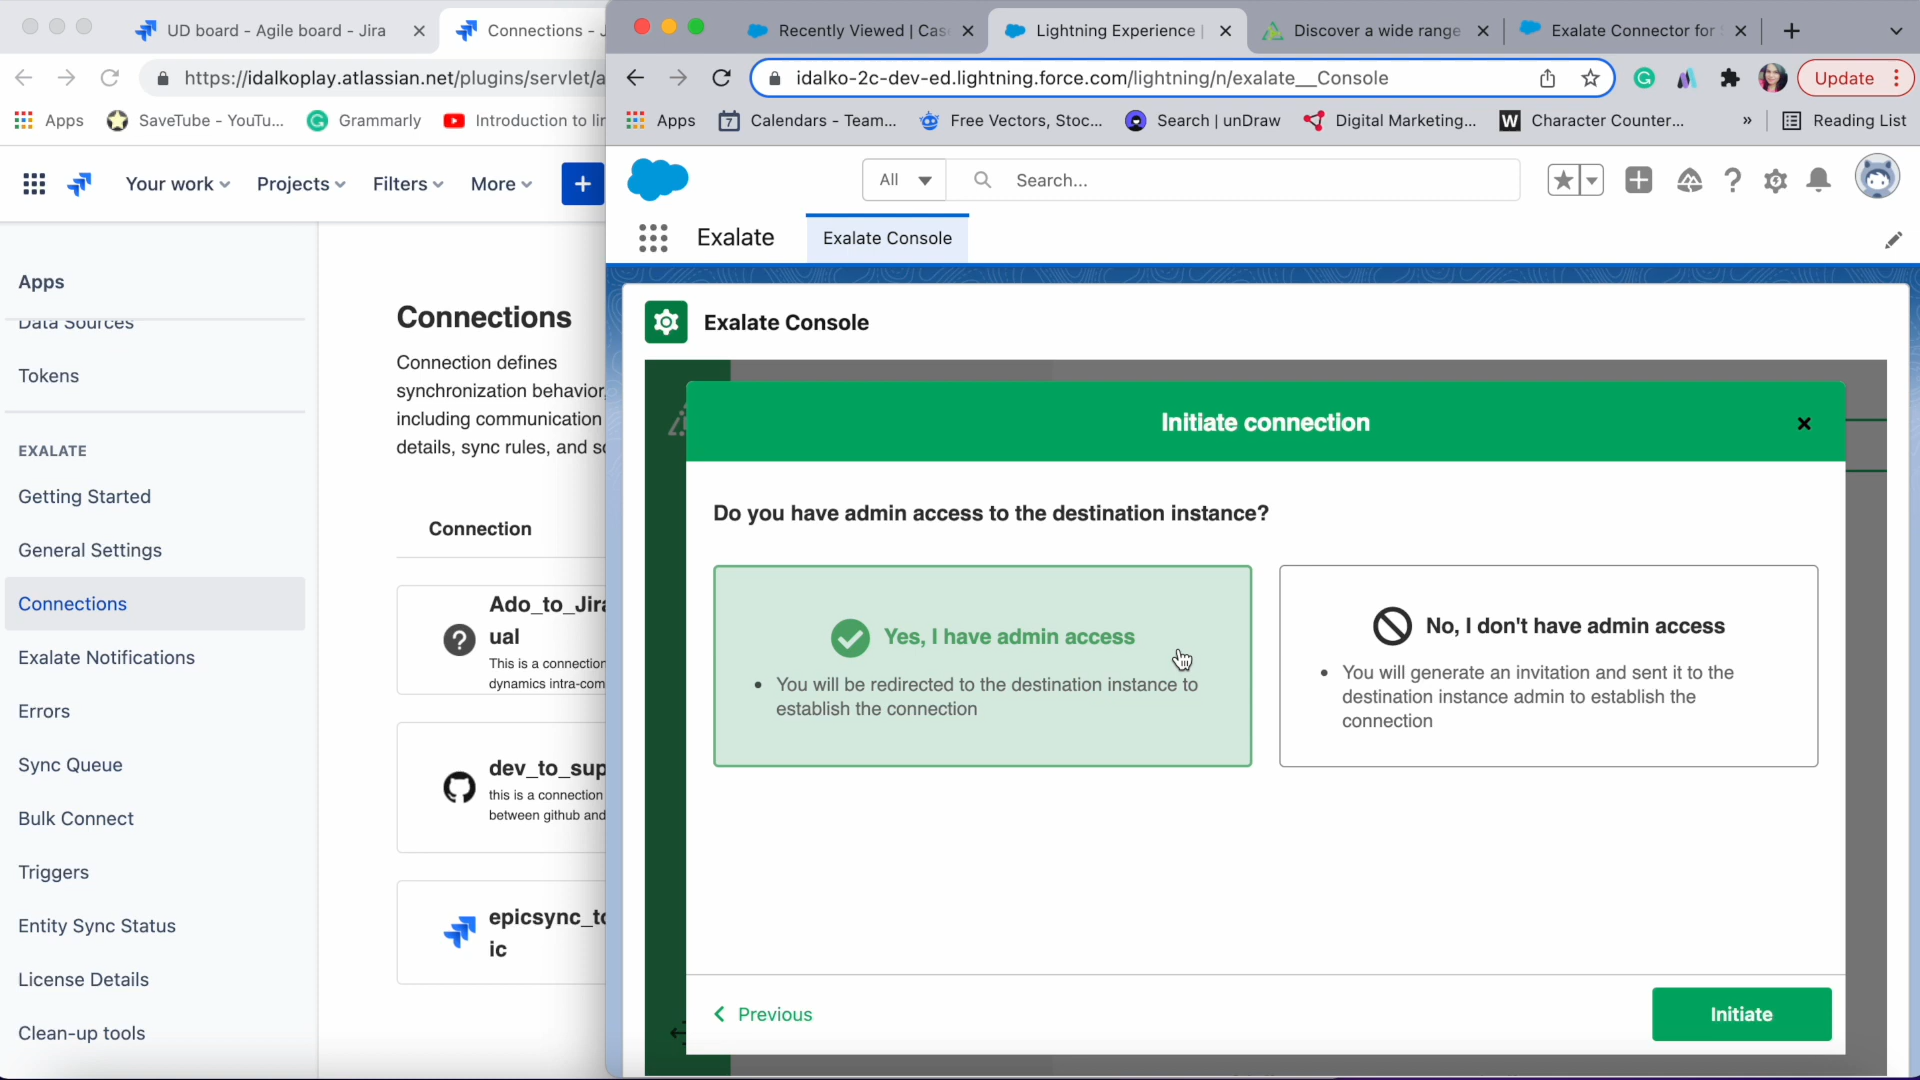 UD board - Agile board - Jira
Connections - J
https://idalkoplay.atlassian.net/plugins/servlet/a
Apps
SaveTube - YouTu...
Grammarly
Introduction to lin
Your work
Projects
Filters
More
Apps
Data Sources
Tokens
EXALATE
Getting Started
General Settings
Connections
Exalate Notifications
Errors
Sync Queue
Bulk Connect
Triggers
Entity Sync Status
License Details
Clean-up tools
Connections
Connection defines
synchronization behavior,
including communication
details, sync rules, and sc
Connection
Ado_to_Jira
ual
This is a connection
dynamics intra-com
dev_to_sup
this is a connection
between github and
epicsync_to
ic
Recently Viewed | Cas
Lightning Experience |
Discover a wide range
Exalate Connector for
idalko-2c-dev-ed.lightning.force.com/lightning/n/exalate__Console
Update
Apps
7
Calendars - Team...
Free Vectors, Stoc...
Search | unDraw
Digital Marketing...
W
Character Counter...
»
Reading List
All
Search...
Exalate
Exalate Console
Exalate Console
Initiate connection
Do you have admin access to the destination instance?
Yes, I have admin access
• You will be redirected to the destination instance to
establish the connection
No, I don't have admin access
• You will generate an invitation and sent it to the
destination instance admin to establish the
connection
Previous
Initiate